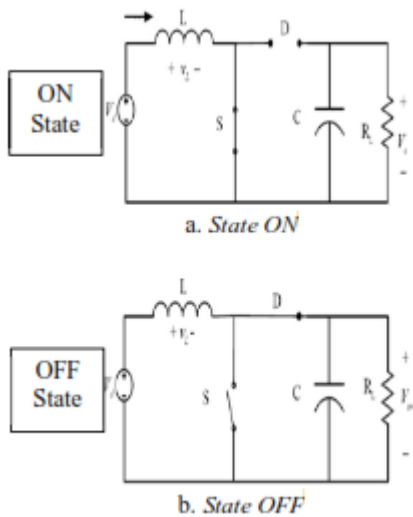 L
D
+ v -
ON
State
V
S
C
R
+
V
-
a. State ON
L
D
+ v -
OFF
State
S
C
R
+
V
-
b. State OFF